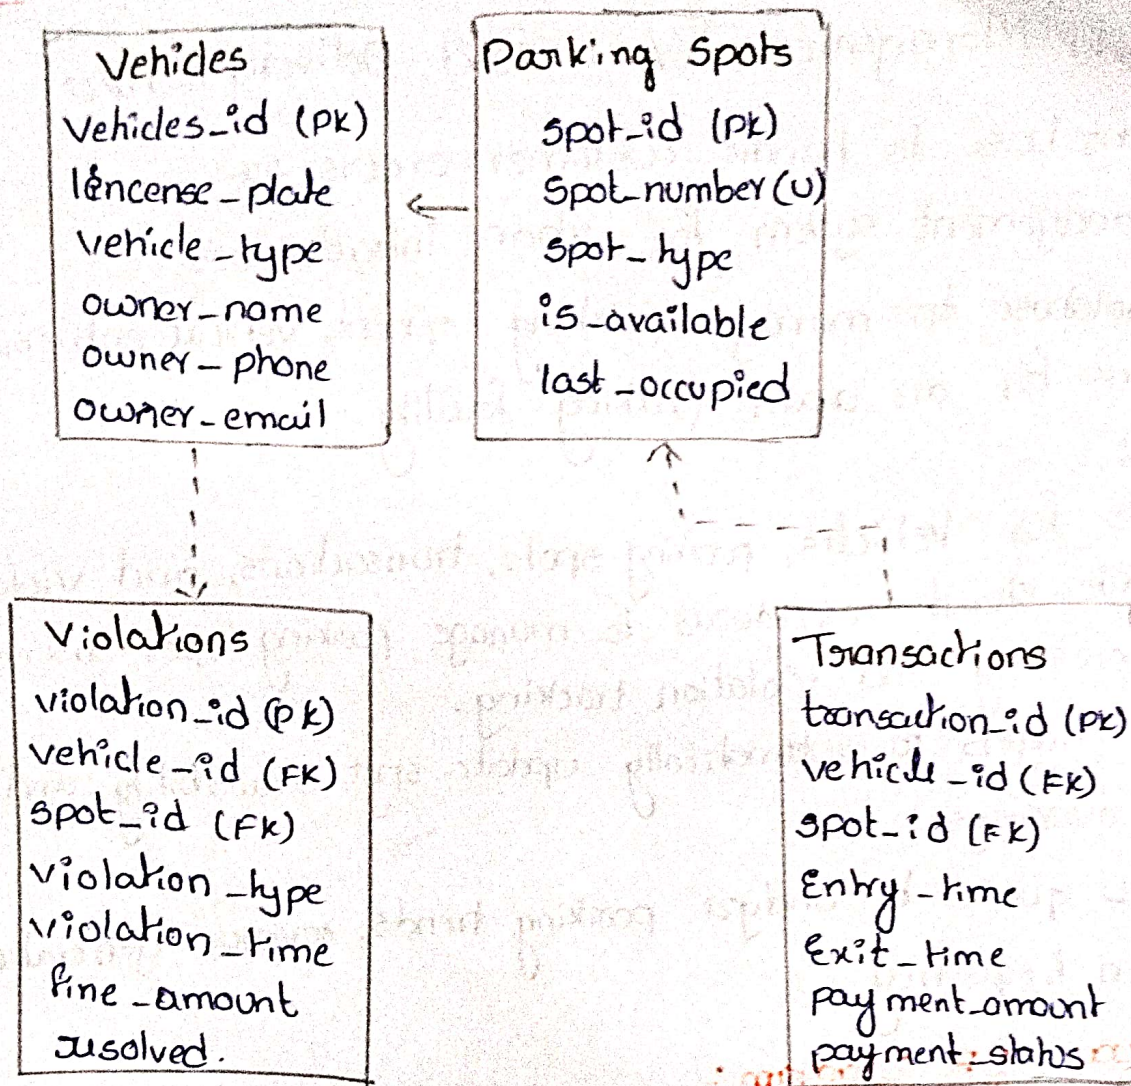 Vehicles
vehicles_id (PK)
lencense_plate
vehicle_type
owner_name
owner_phone
owner_email
Parking Spots
spot_id (PK)
Spot_number(U)
spot_type
is_available
last_occupied
Violations
violation_id (PK)
vehicle_id (FK)
spot_id (FK)
violation_type
violation_time
fine_amount
resolved.
Transactions
transaction_id (PK)
vehicle_id (FK)
spot_id (FK)
Entry_time
Exit_time
payment_amount
payment_status